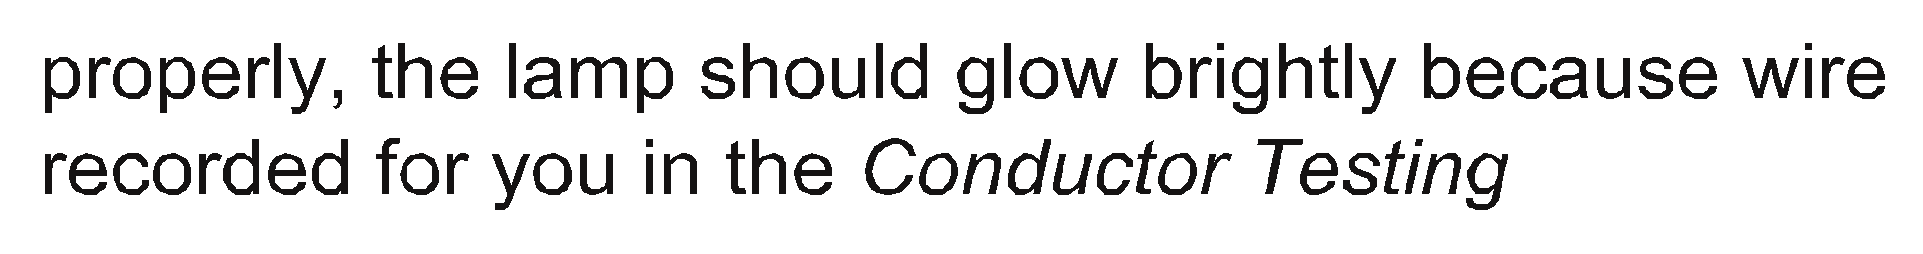 properly, the lamp should glow brightly because wire
recorded for you in the Conductor Testing